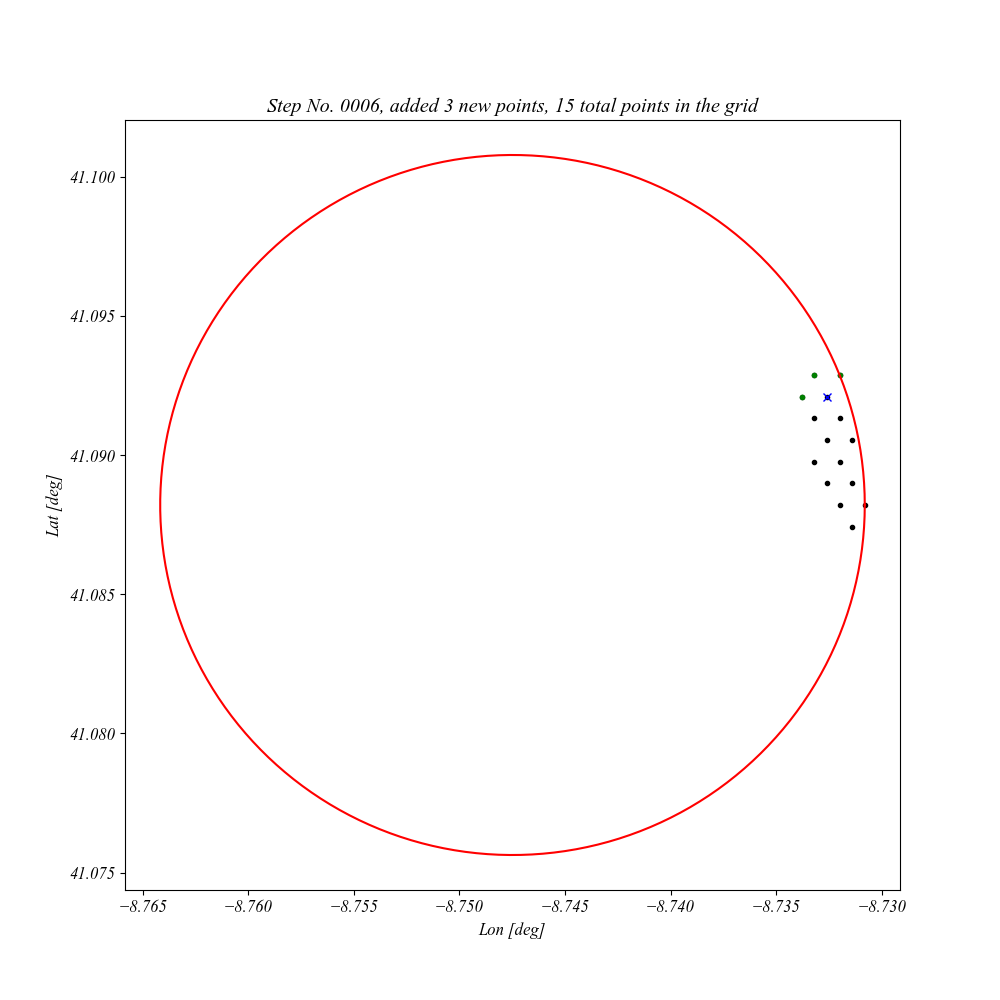 Step No. 0006, added 3 new points, 15 total points in the grid
41.100
41.095
41.090
41.085
41.080
41.075
Lat [deg]
−8.765 −8.760 −8.755 −8.750 −8.745 −8.740 −8.735 −8.730
Lon [deg]